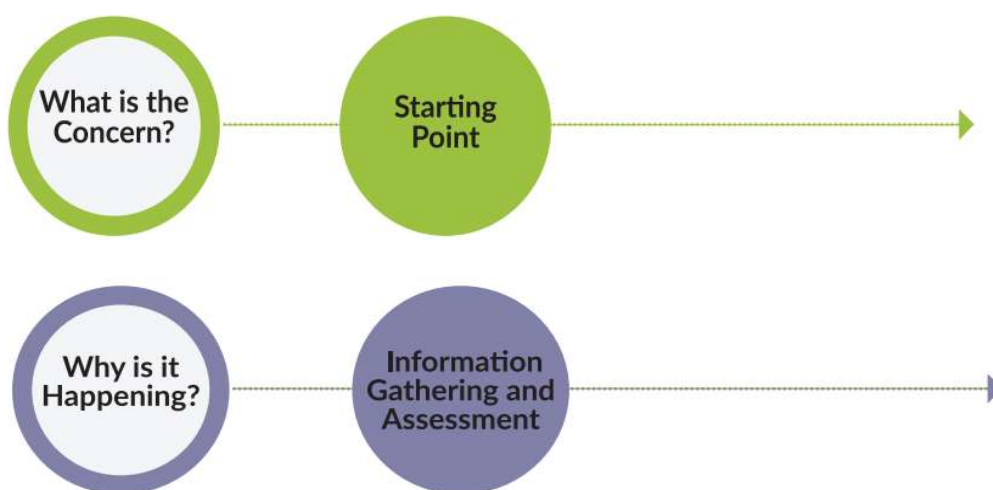 What is the
Concern?
Starting
Point
Why is it
Happening?
Information
Gathering and
Assessment